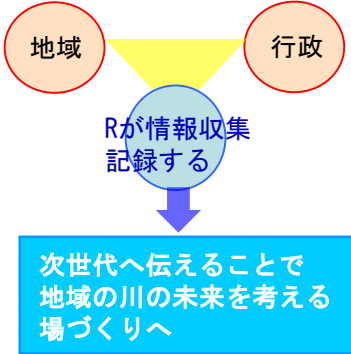 地域
行政
Rが情報収集
記録する
次世代へ伝えることで
地域の川の未来を考える
場づくりへ